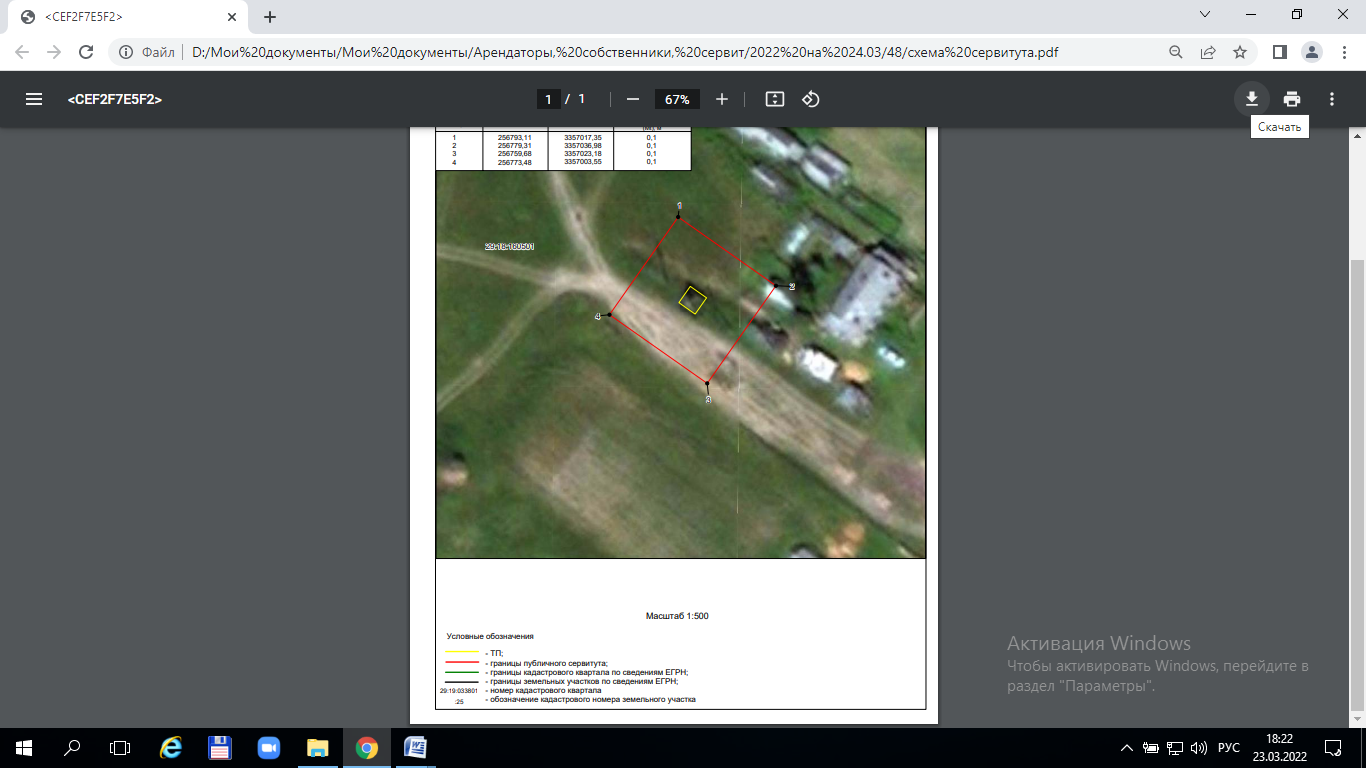 <CEF2F7E5F2>
Файл D:/Мои%20документы/Мои%20документы/Арендаторы,%20собственники,%20сервит/2022%20на%2024.03/48/схема%20сервитута.pdf
<CEF2F7E5F2>
1 / 1
67%
Скачать
1 256793,11 3357017,35 0,1
2 256779,31 3357036,98 0,1
3 256759,68 3357023,18 0,1
4 256773,48 3357003,55 0,1
1
29:18:160501
2
4
3
Масштаб 1:500
Условные обозначения
- ТП;
- границы публичного сервитута;
- границы кадастрового квартала по сведениям ЕГРН;
- границы земельных участков по сведениям ЕГРН;
29:19:033801 - номер кадастрового квартала
:25 - обозначение кадастрового номера земельного участка
Активация Windows
Чтобы активировать Windows, перейдите в
раздел "Параметры".
РУС
18:22
23.03.2022